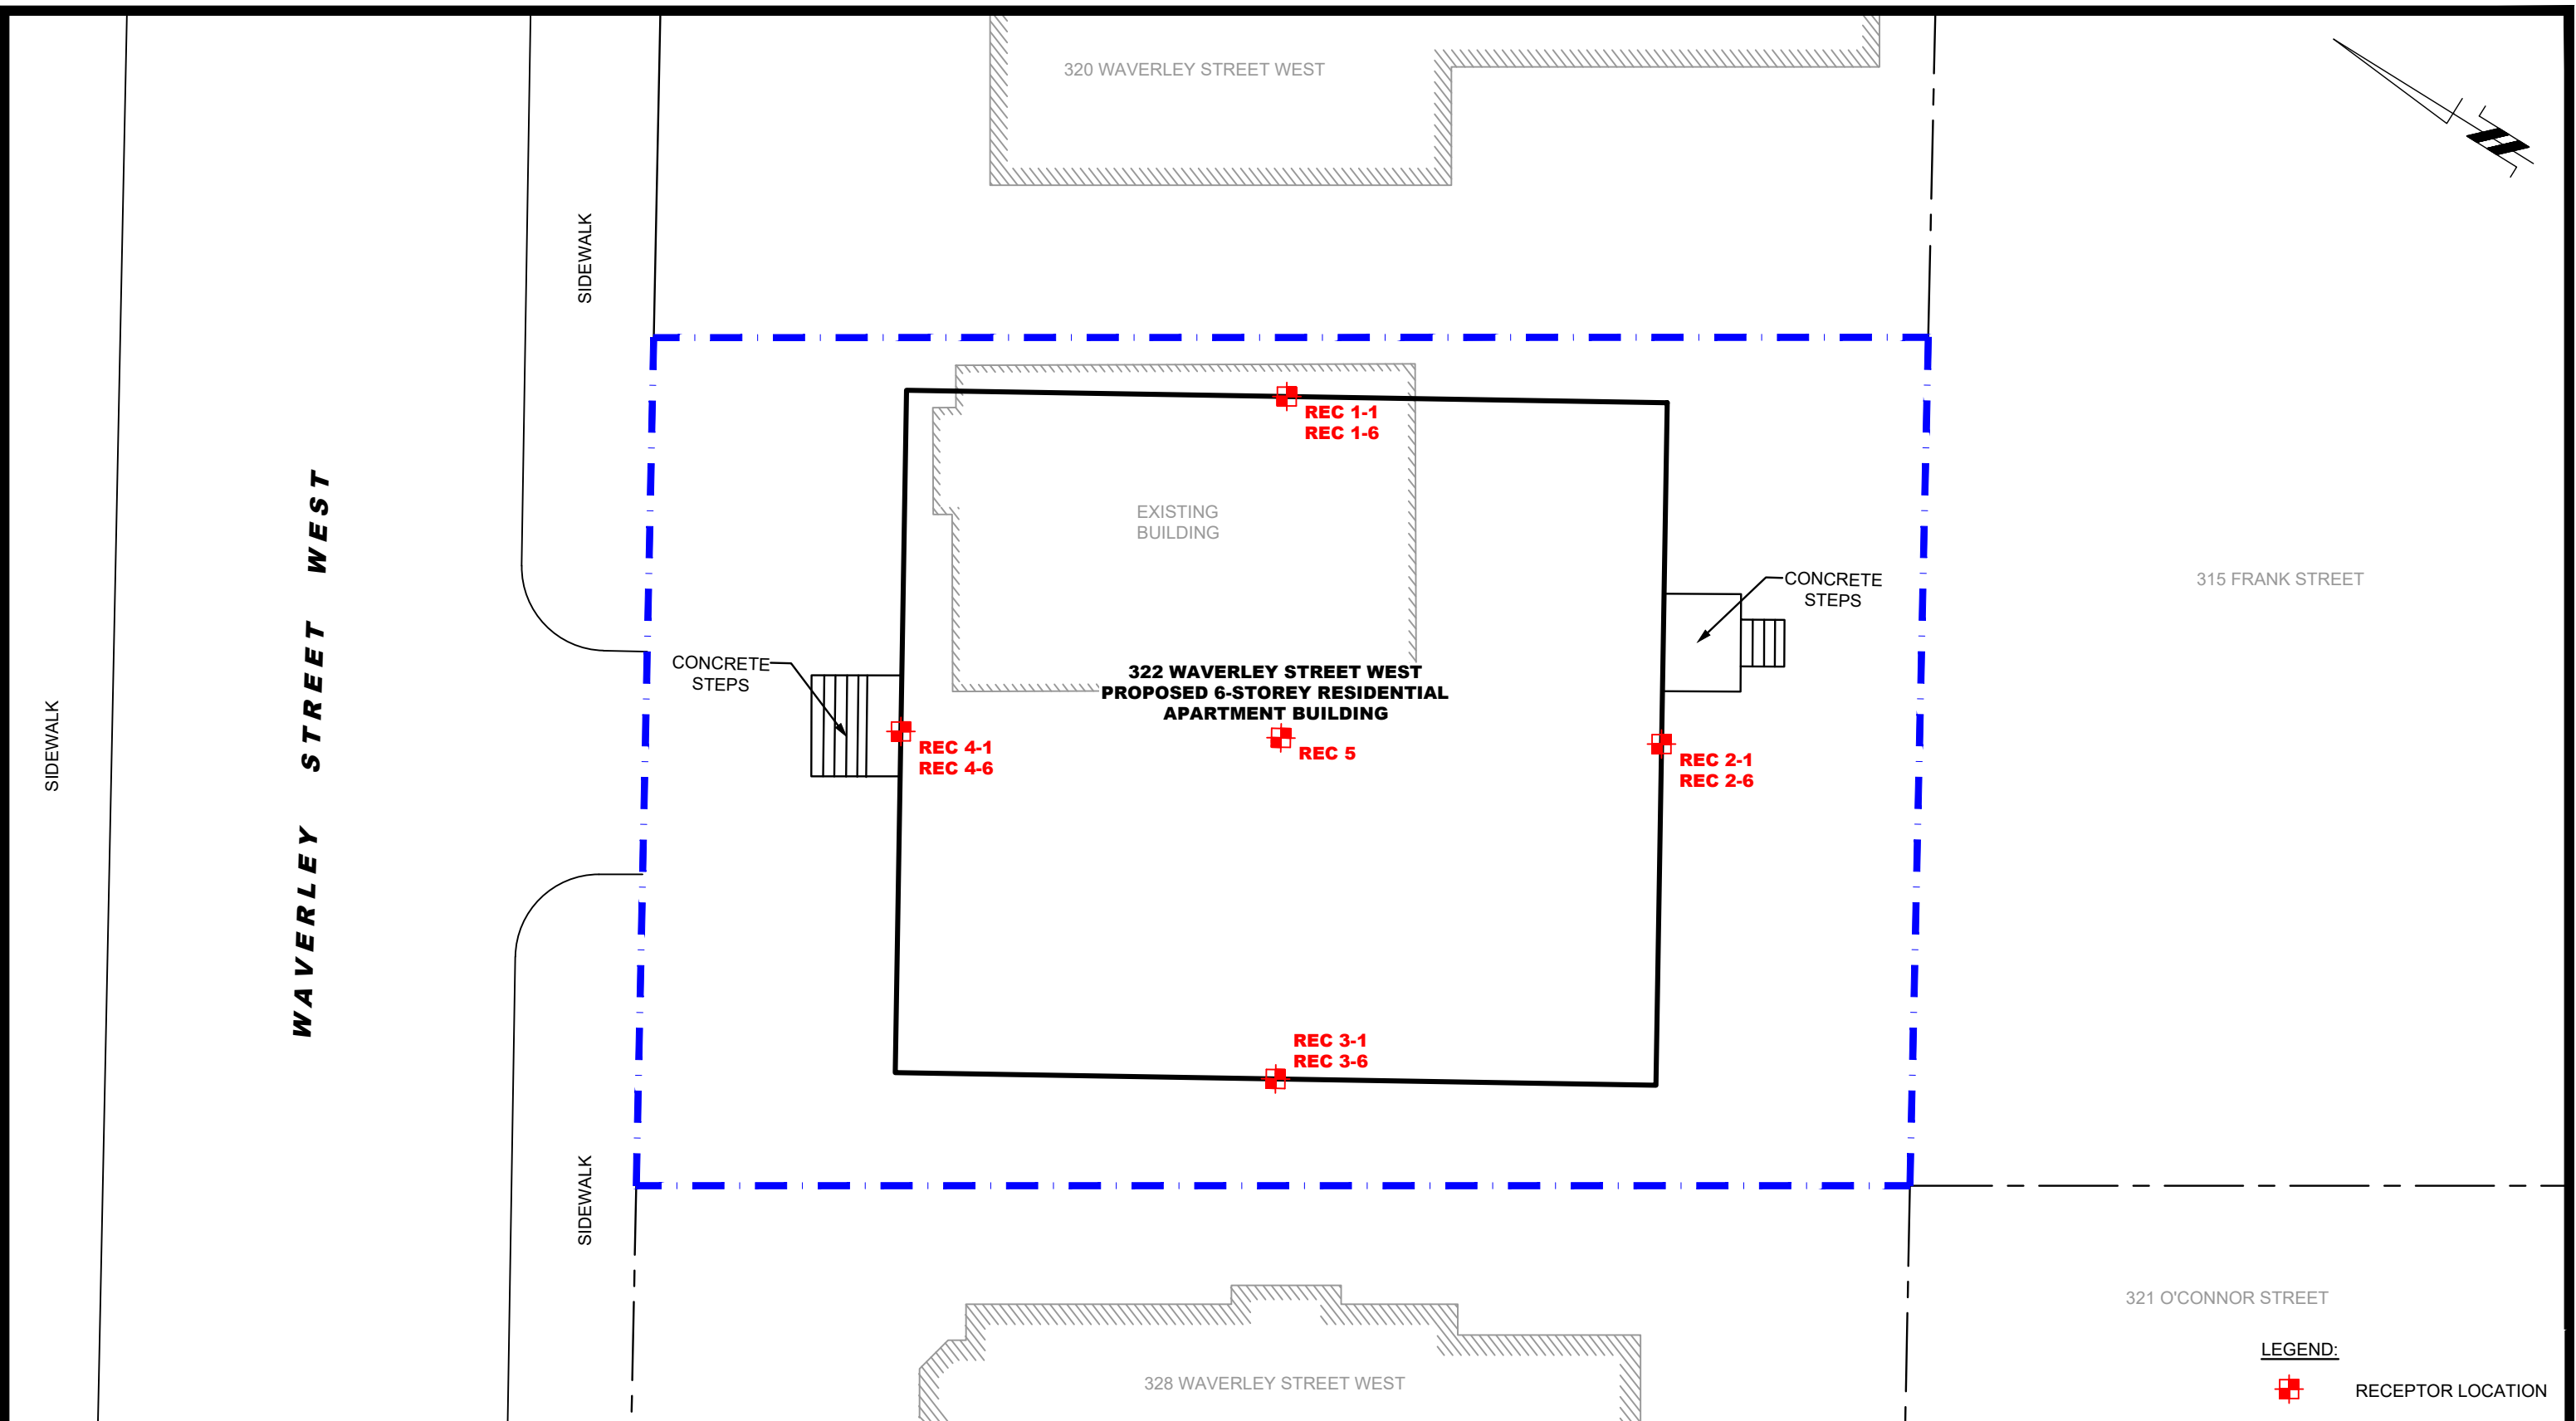 320 WAVERLEY STREET WEST
SIDEWALK
REC 1-1
REC 1-6
EXISTING
BUILDING
WAVERLEY STREET WEST
CONCRETE
STEPS
315 FRANK STREET
CONCRETE
STEPS
322 WAVERLEY STREET WEST
PROPOSED 6-STOREY RESIDENTIAL
APARTMENT BUILDING
SIDEWALK
REC 4-1
REC 4-6
REC 5
REC 2-1
REC 2-6
REC 3-1
REC 3-6
SIDEWALK
321 O'CONNOR STREET
328 WAVERLEY STREET WEST
LEGEND:
RECEPTOR LOCATION